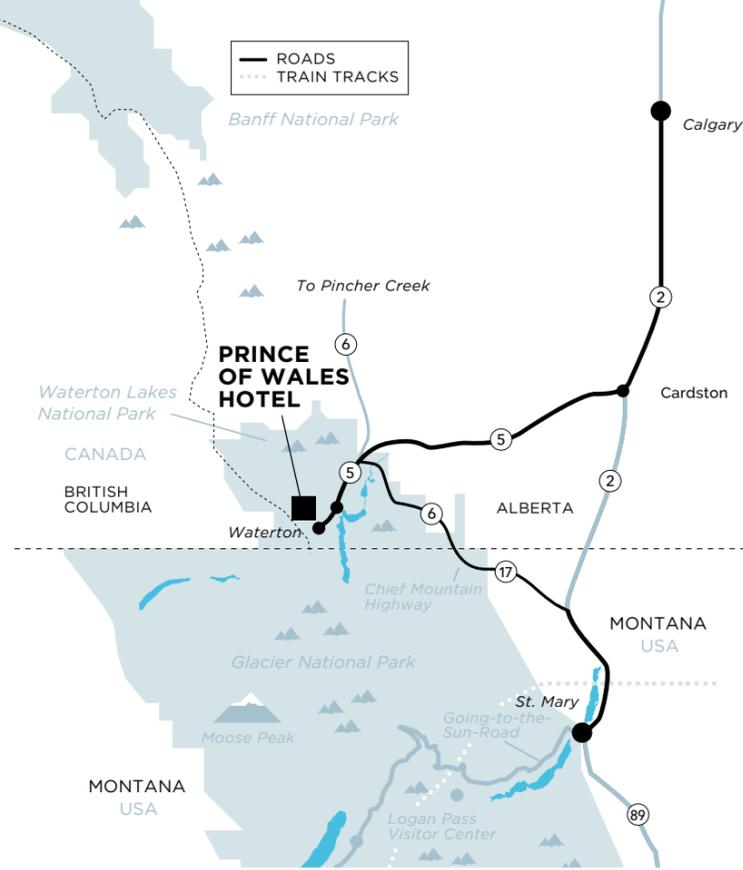 ROADS
TRAIN TRACKS
Banff National Park
Calgary
To Pincher Creek
2
6
PRINCE
OF WALES
HOTEL
Waterton Lakes
National Park
Cardston
CANADA
5
5
2
BRITISH
COLUMBIA
6
ALBERTA
Waterton
17
Chief Mountain
Highway
MONTANA
USA
Glacier National Park
St. Mary
Going-to-the-
Sun-Road
Moose Peak
MONTANA
USA
Logan Pass
Visitor Center
89